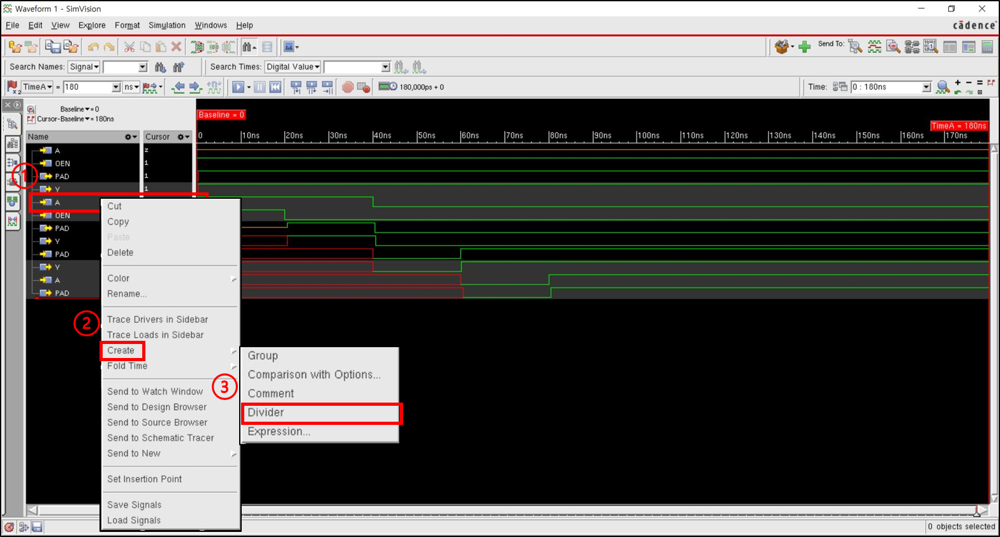 Waveform 1 - SimVision
File Edit View Explore Format Simulation Windows Help
cādence
Send To:
Search Names: Signal
Search Times: Digital Value
TimeA = 180 ns
180,000ps + 0
Time: 0 : 180ns
Baseline = 0
Cursor-Baseline = 180ns
Baseline = 0
TimeA = 180ns
Name Cursor
0 10ns 20ns 30ns 40ns 50ns 60ns 70ns 80ns 90ns 100ns 110ns 120ns 130ns 140ns 150ns 160ns 170ns
A z
OEN 1
1
PAD 1
Y 1
A
OEN
PAD
Y
PAD
Y
A
PAD
Cut
Copy
Paste
Delete
Color
Rename...
2
Trace Drivers in Sidebar
Trace Loads in Sidebar
Create
Fold Time
Send to Watch Window
Send to Design Browser
Send to Source Browser
Send to Schematic Tracer
Send to New
Set Insertion Point
Save Signals
Load Signals
3
Group
Comparison with Options...
Comment
Divider
Expression...
0 objects selected